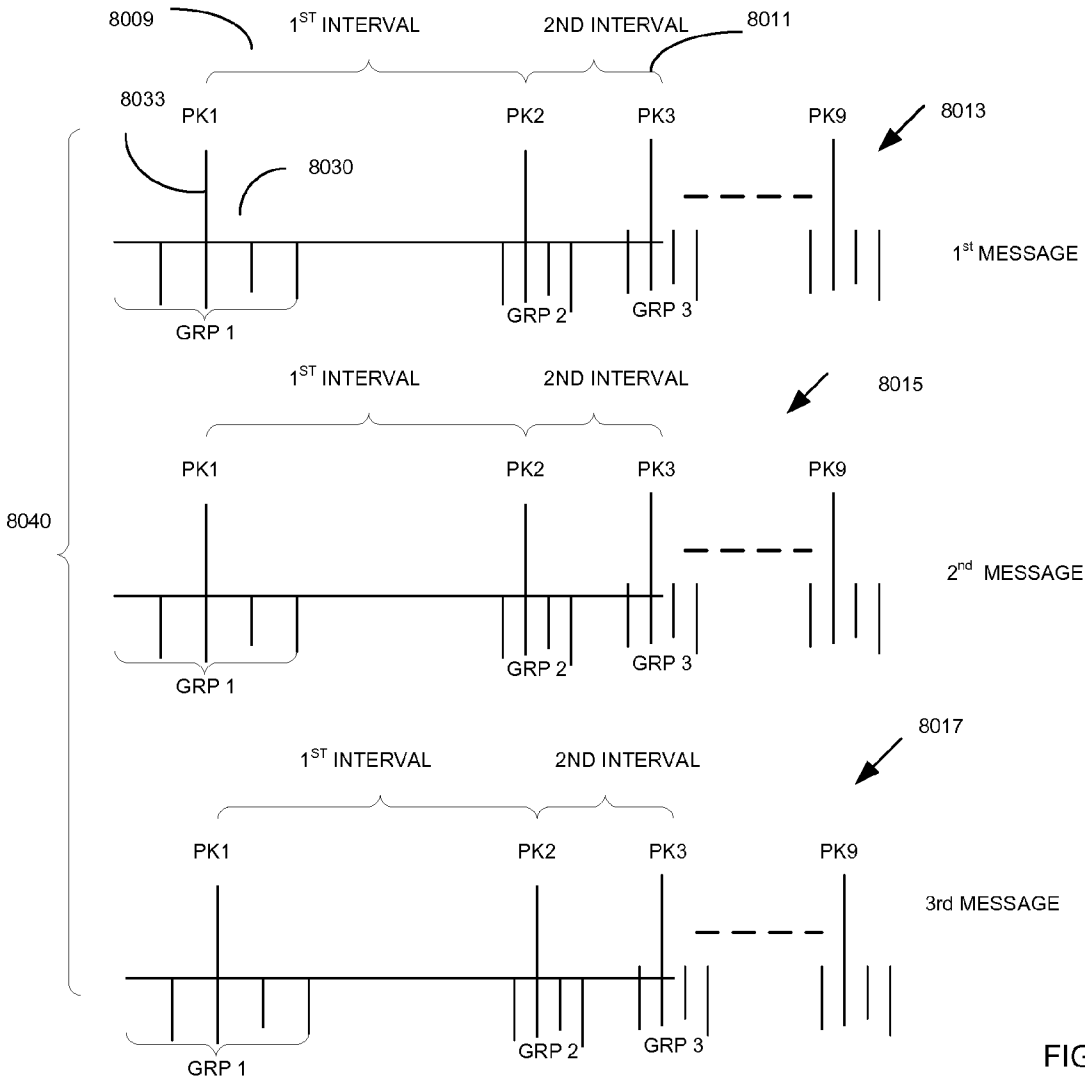 8009
1ST INTERVAL
2ND INTERVAL
8011
8033
PK1
PK2
PK3
PK9
8013
8030
1st MESSAGE
GRP 1
GRP 2
GRP 3
1ST INTERVAL
2ND INTERVAL
8015
PK1
PK2
PK3
PK9
8040
2nd MESSAGE
GRP 1
GRP 2
GRP 3
8017
1ST INTERVAL
2ND INTERVAL
PK1
PK2
PK3
PK9
3rd MESSAGE
GRP 1
GRP 2
GRP 3
FIG